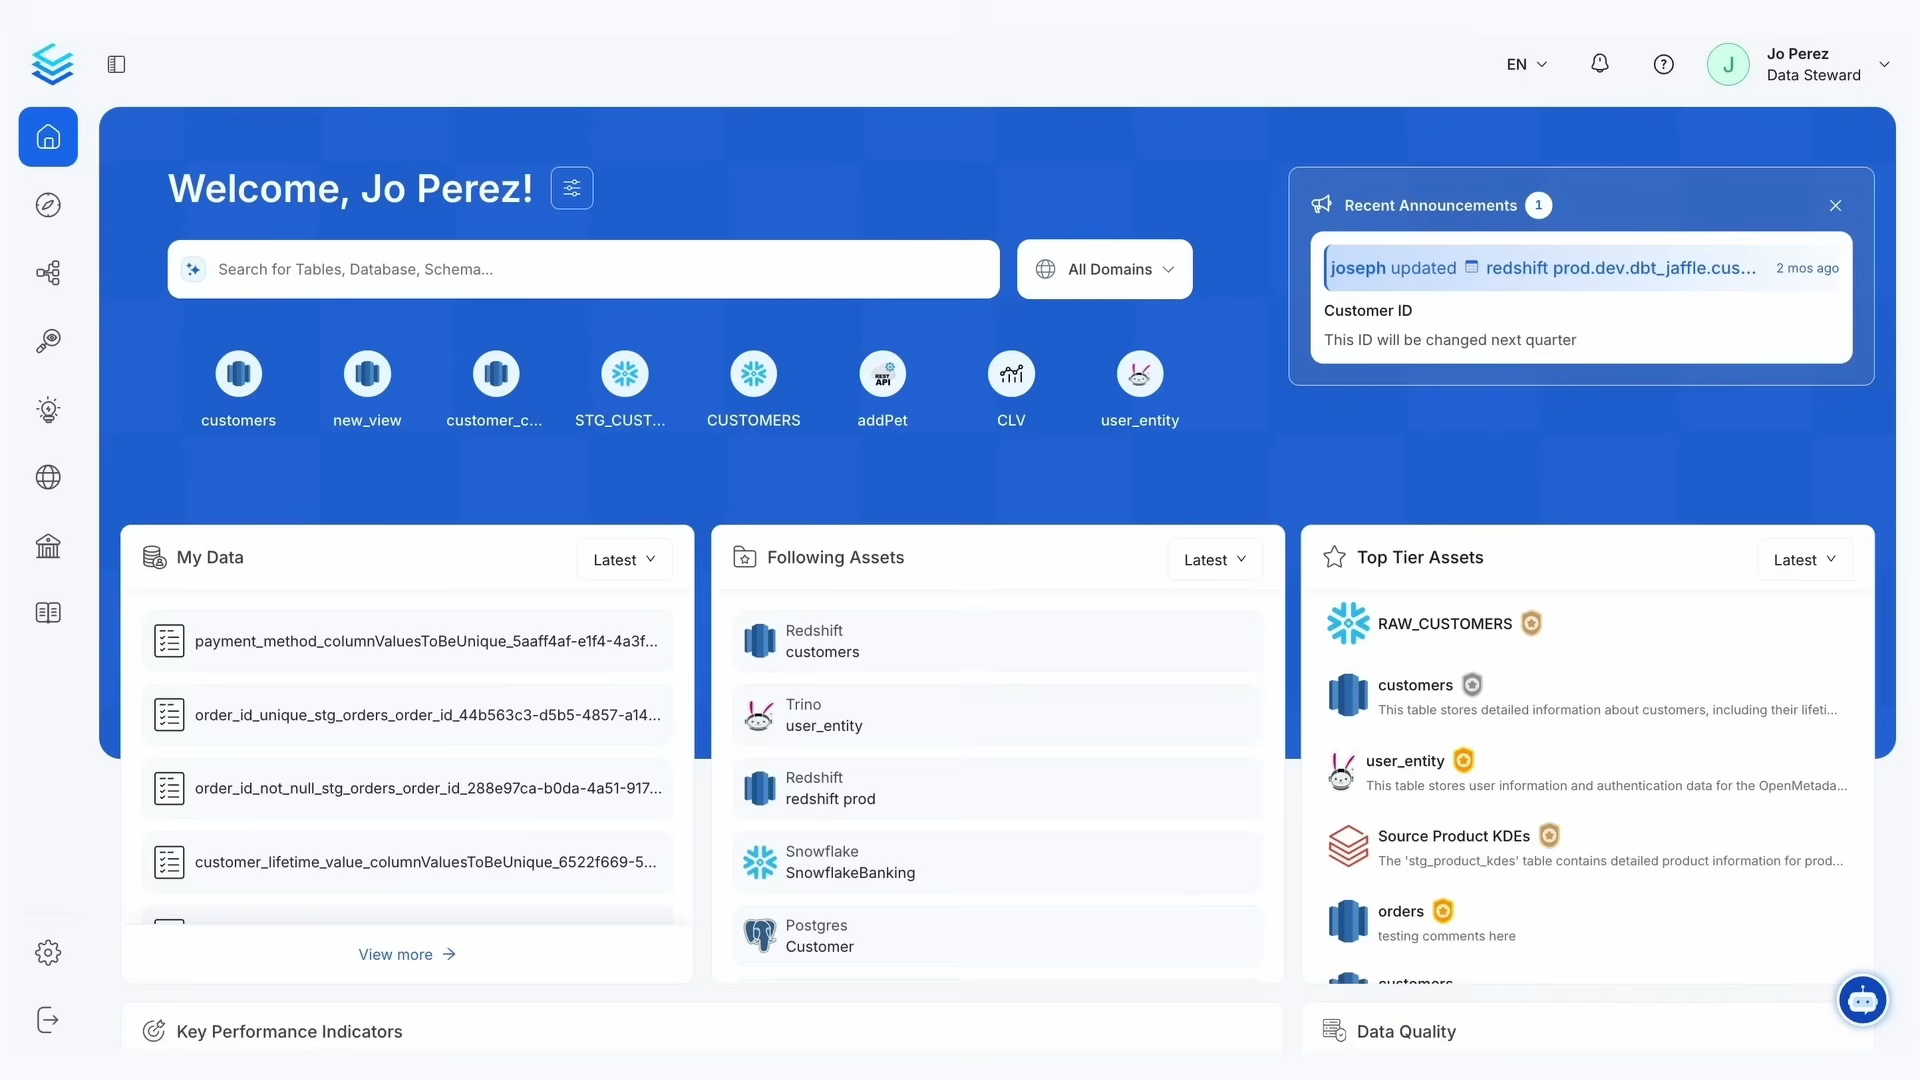 EN
J
Jo Perez
Data Steward
Welcome, Jo Perez!
Search for Tables, Database, Schema...
All Domains
Recent Announcements 1
joseph updated redshift prod.dev.dbt_jaffle.cus... 2 mos ago
Customer ID
This ID will be changed next quarter
REST
API
customers
new_view
customer_c...
STG_CUST...
CUSTOMERS
addPet
CLV
user_entity
My Data
Latest
payment_method_columnValuesToBeUnique_5aaff4af-e1f4-4a3f...
order_id_unique_stg_orders_order_id_44b563c3-d5b5-4857-a14...
order_id_not_null_stg_orders_order_id_288e97ca-b0da-4a51-917...
customer_lifetime_value_columnValuesToBeUnique_6522f669-5...
View more
Following Assets
Latest
Redshift
customers
Trino
user_entity
Redshift
redshift prod
Snowflake
SnowflakeBanking
Postgres
Customer
Top Tier Assets
Latest
RAW_CUSTOMERS
customers
This table stores detailed information about customers, including their lifeti...
user_entity
This table stores user information and authentication data for the OpenMetada...
Source Product KDEs
The 'stg_product_kdes' table contains detailed product information for prod...
orders
testing comments here
customers
Key Performance Indicators
Data Quality